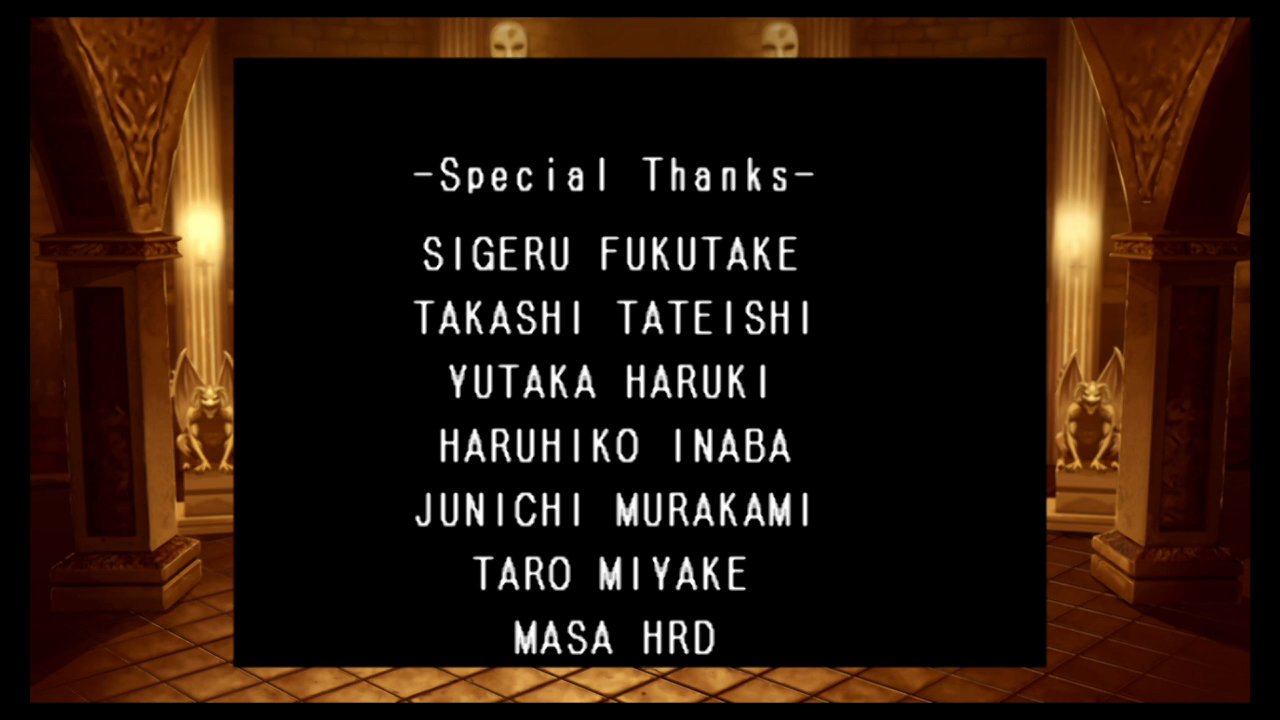 -Special Thanks-
SIGERU FUKUTAKE
TAKASHI TATEISHI
YUTAKA HARUKI
HARUHIKO INABA
JUNICHI MURAKAMI
TARO MIYAKE
MASA HRD